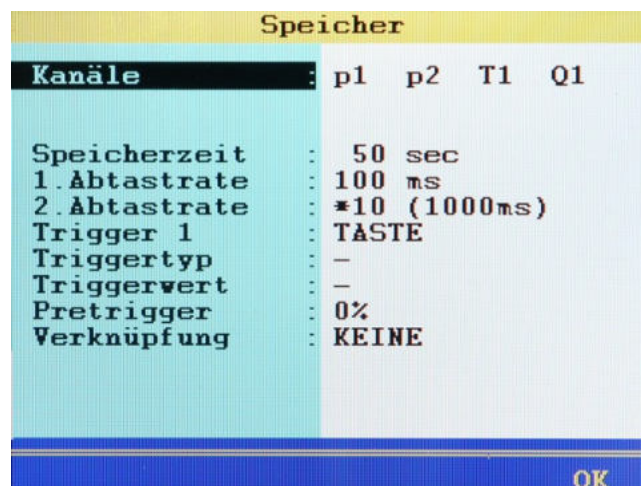 Speicher
Kanäle : p1 p2 T1 Q1
Speicherzeit : 50 sec
1.Abtastrate : 100 ms
2.Abtastrate : *10 (1000ms)
Trigger 1 : TASTE
Triggertyp : –
Triggerwert : –
Pretrigger : 0%
Verknüpfung : KEINE
OK